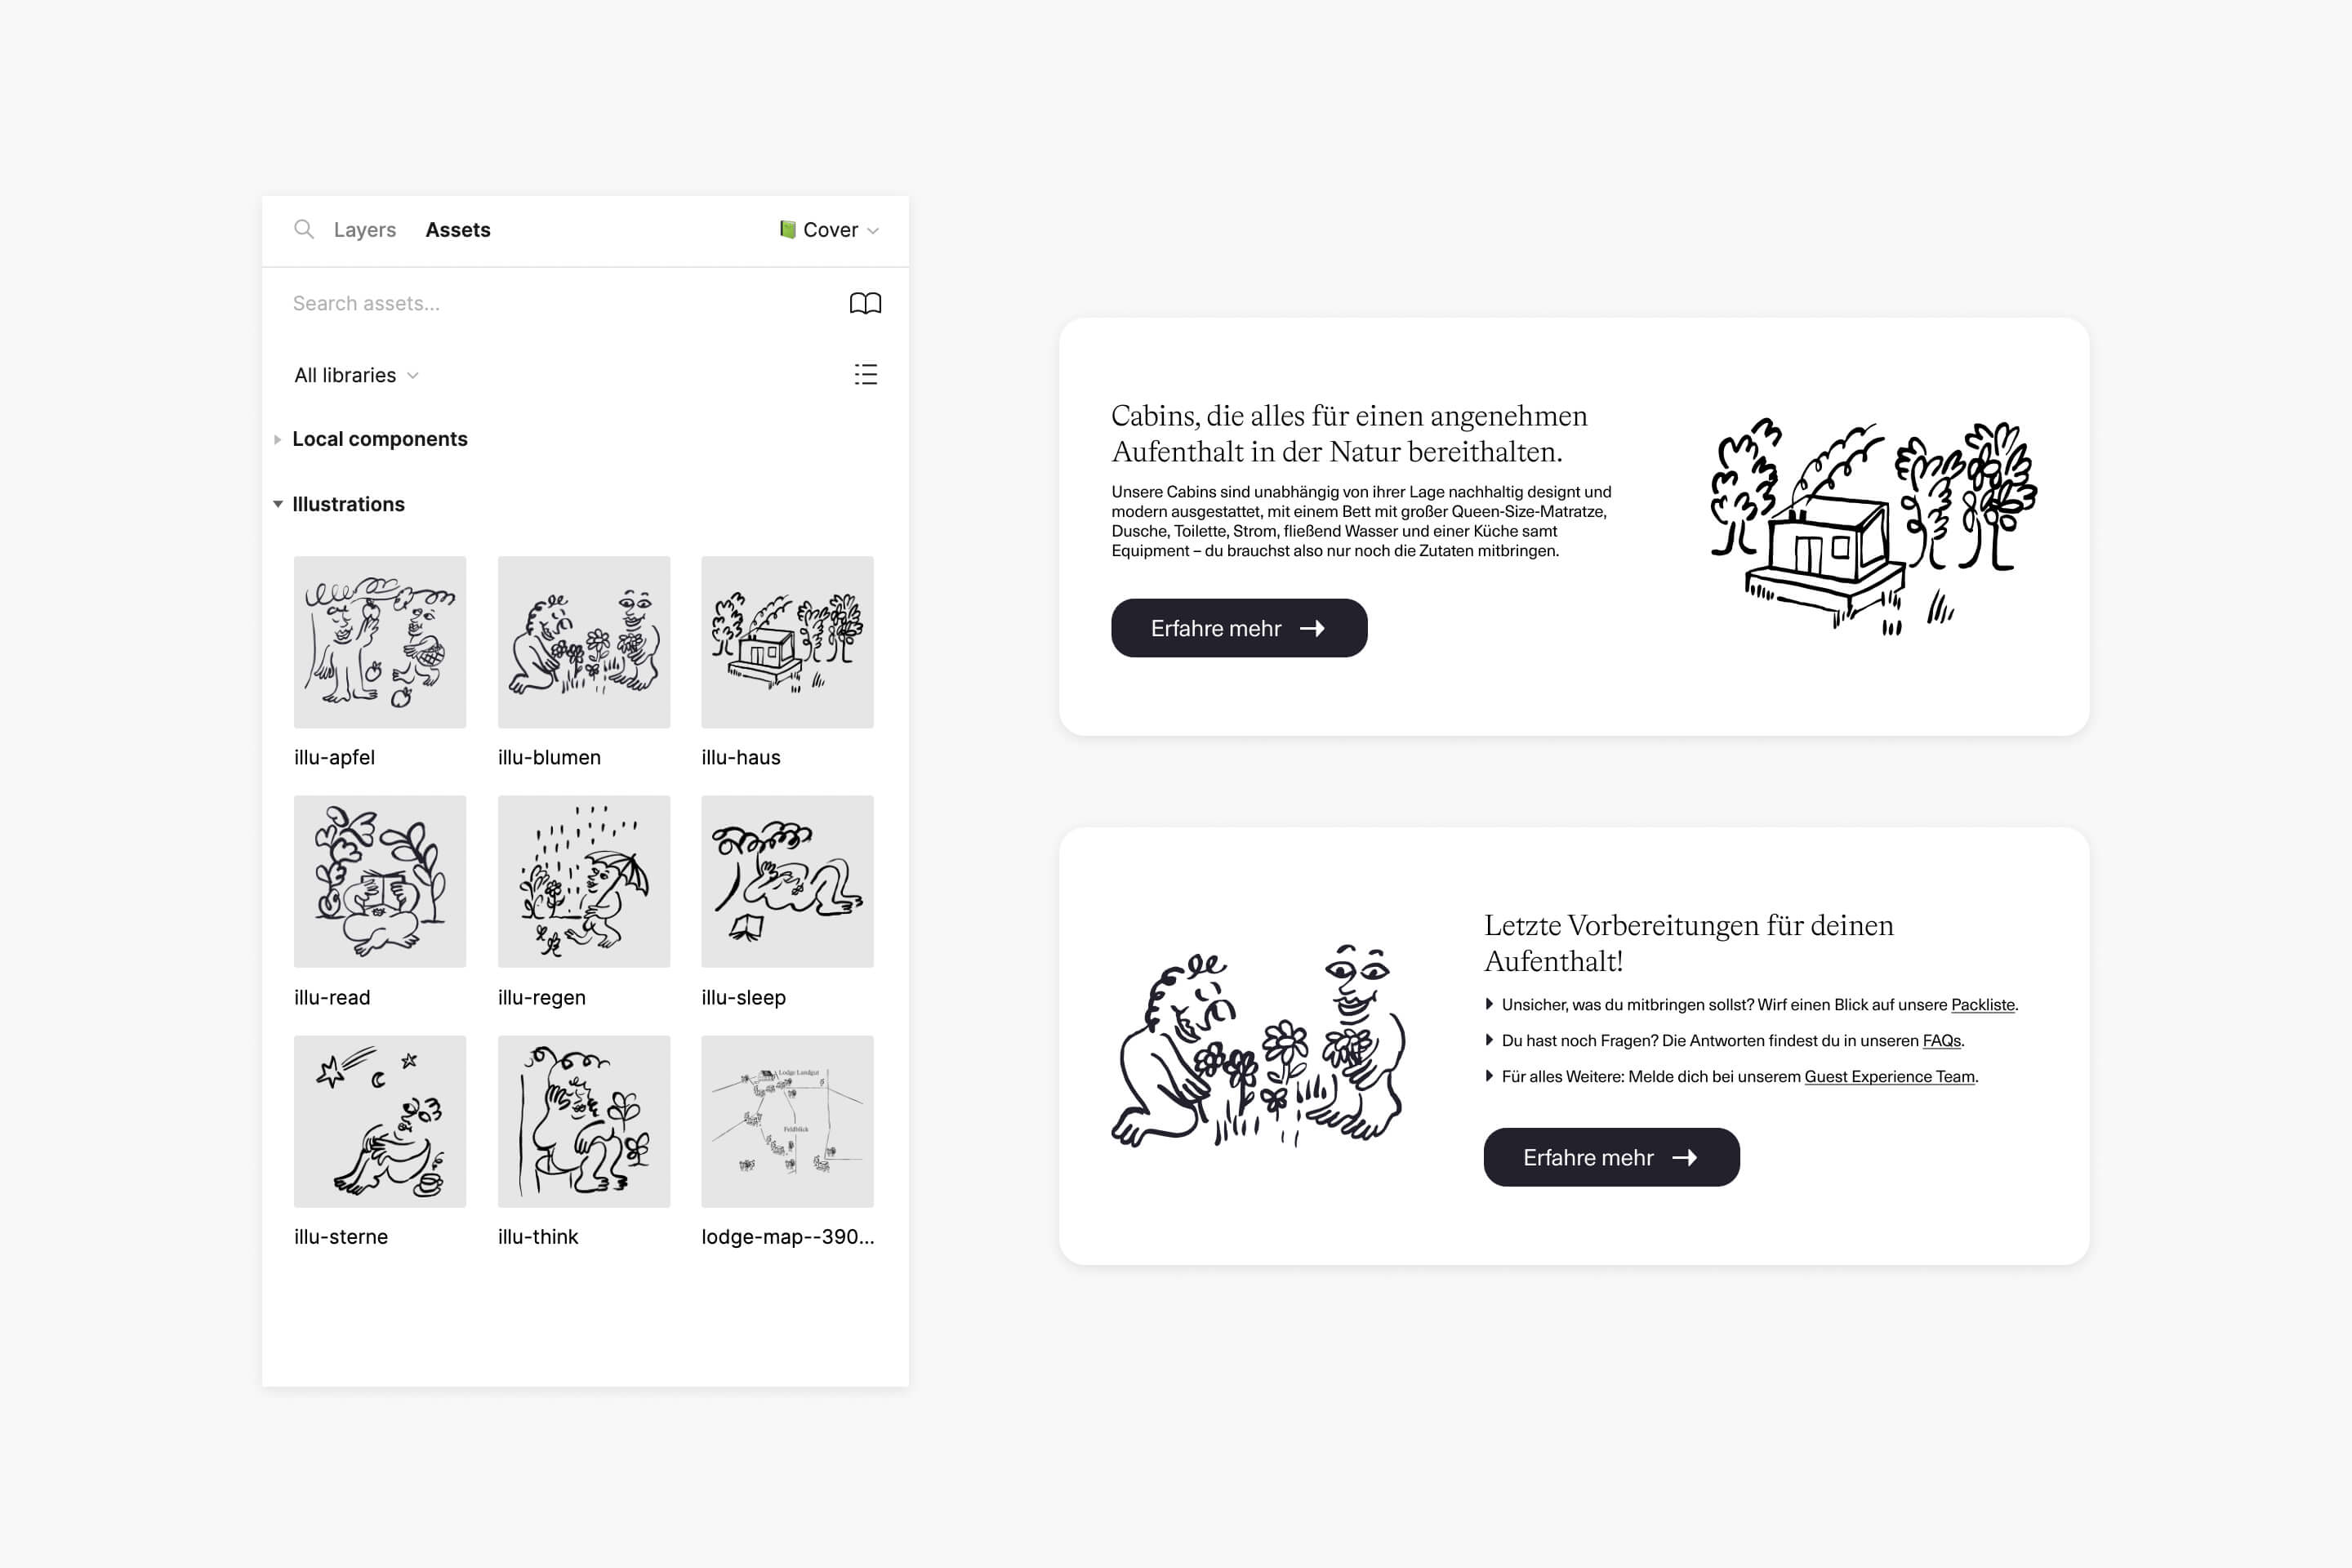 Layers Assets 📗 Cover
Search assets...
All libraries
Local components
Illustrations
illu-apfel illu-blumen illu-haus
illu-read illu-regen illu-sleep
Lodge Landgut
Feldblick
illu-sterne illu-think lodge-map--390...
Cabins, die alles für einen angenehmen
Aufenthalt in der Natur bereithalten.
Unsere Cabins sind unabhängig von ihrer Lage nachhaltig designt und
modern ausgestattet, mit einem Bett mit großer Queen-Size-Matratze,
Dusche, Toilette, Strom, fließend Wasser und einer Küche samt
Equipment – du brauchst also nur noch die Zutaten mitbringen.
Erfahre mehr
Letzte Vorbereitungen für deinen
Aufenthalt!
Unsicher, was du mitbringen sollst? Wirf einen Blick auf unsere Packliste.
Du hast noch Fragen? Die Antworten findest du in unseren FAQs.
Für alles Weitere: Melde dich bei unserem Guest Experience Team.
Erfahre mehr